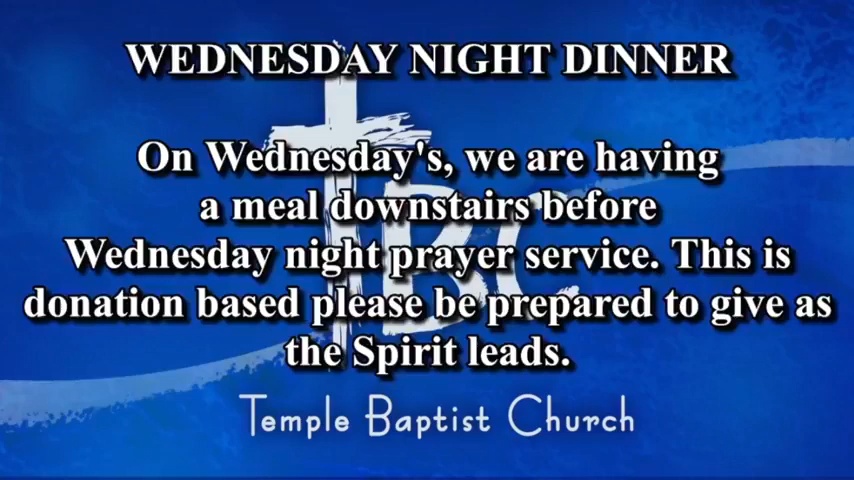 WEDNESDAY NIGHT DINNER
On Wednesday's, we are having
a meal downstairs before
Wednesday night prayer service. This is
donation based please be prepared to give as
the Spirit leads.
TBC
Temple Baptist Church